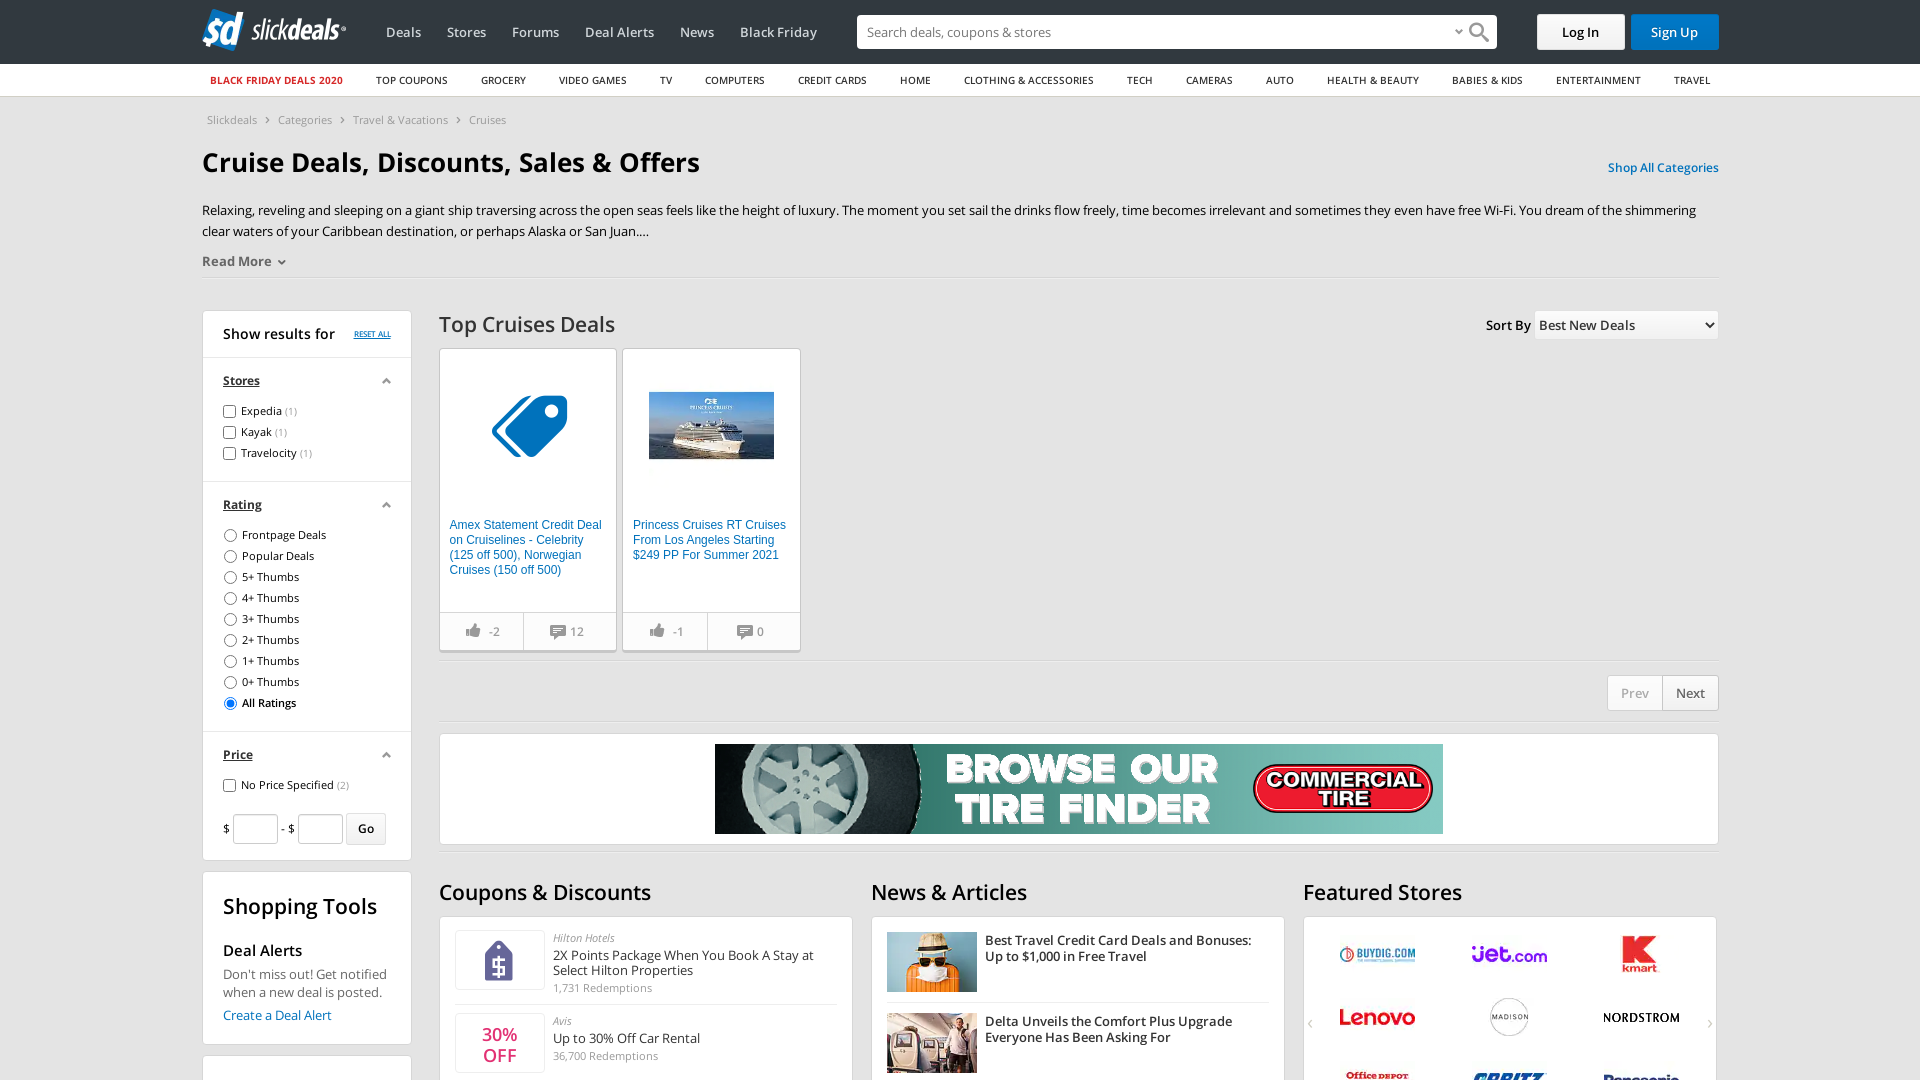 slickdeals
Deals
Stores
Forums
Deal Alerts
News
Black Friday
Search deals, coupons & stores
Log In
Sign Up
BLACK FRIDAY DEALS 2020
TOP COUPONS
GROCERY
VIDEO GAMES
TV
COMPUTERS
CREDIT CARDS
HOME
CLOTHING & ACCESSORIES
TECH
CAMERAS
AUTO
HEALTH & BEAUTY
BABIES & KIDS
ENTERTAINMENT
TRAVEL
Slickdeals > Categories > Travel & Vacations > Cruises
Cruise Deals, Discounts, Sales & Offers
Shop All Categories
Relaxing, reveling and sleeping on a giant ship traversing across the open seas feels like the height of luxury. The moment you set sail the drinks flow freely, time becomes irrelevant and sometimes they even have free Wi-Fi. You dream of the shimmering
clear waters of your Caribbean destination, or perhaps Alaska or San Juan....
Read More
Show results for
RESET ALL
Stores
Expedia (1)
Kayak (1)
Travelocity (1)
Rating
Frontpage Deals
Popular Deals
5+ Thumbs
4+ Thumbs
3+ Thumbs
2+ Thumbs
1+ Thumbs
0+ Thumbs
All Ratings
Price
No Price Specified (2)
$ - $ Go
Shopping Tools
Deal Alerts
Don't miss out! Get notified
when a new deal is posted.
Create a Deal Alert
Top Cruises Deals
Sort By
Best New Deals
Amex Statement Credit Deal
on Cruiselines - Celebrity
(125 off 500), Norwegian
Cruises (150 off 500)
-2
12
PRINCESS CRUISES
Princess Cruises RT Cruises
From Los Angeles Starting
$249 PP For Summer 2021
-1
0
Prev
Next
BROWSE OUR
TIRE FINDER
COMMERCIAL
TIRE
Coupons & Discounts
Hilton Hotels
2X Points Package When You Book A Stay at
Select Hilton Properties
1,731 Redemptions
30%
OFF
Avis
Up to 30% Off Car Rental
36,700 Redemptions
News & Articles
Best Travel Credit Card Deals and Bonuses:
Up to $1,000 in Free Travel
Delta Unveils the Comfort Plus Upgrade
Everyone Has Been Asking For
Featured Stores
BUYDIG.COM
Jet.com
kmart
Lenovo
MADISON
NORDSTROM
Office DEPOT
ORBITZ
Panasonic